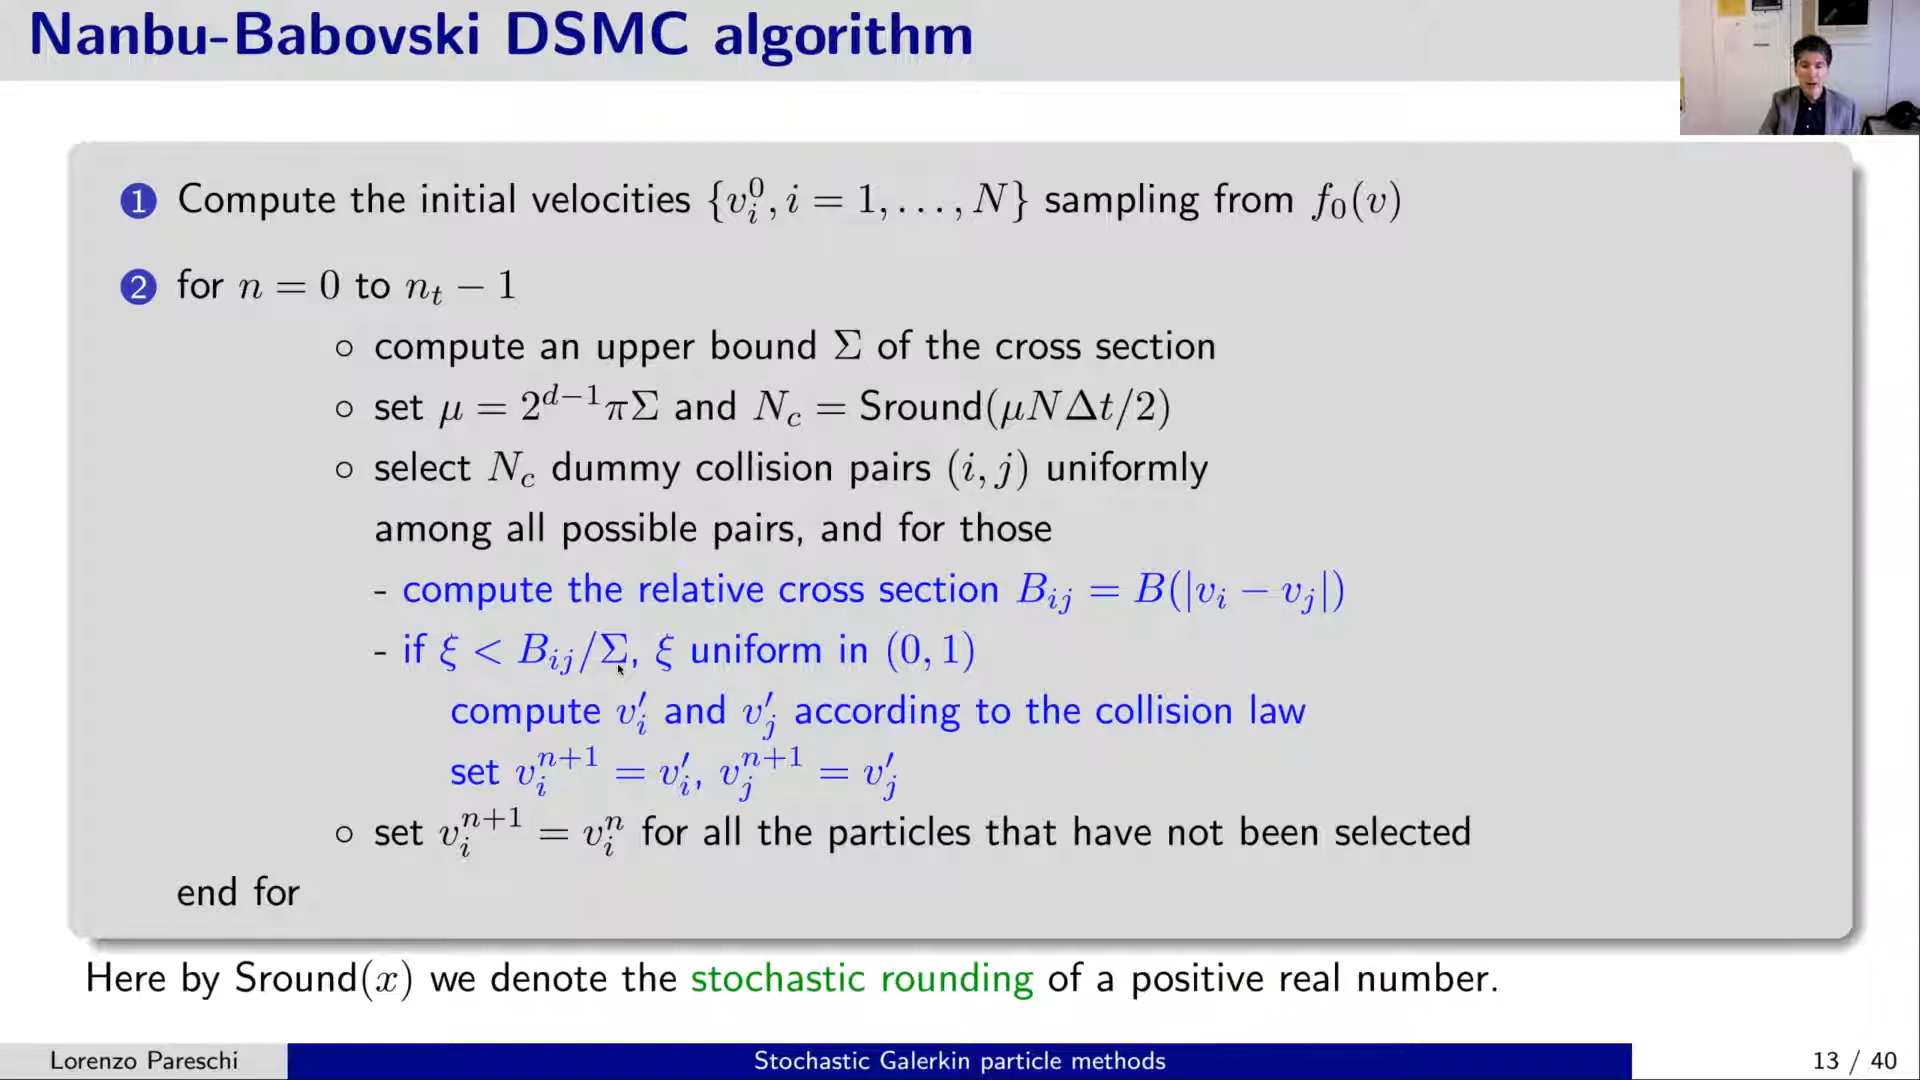 Nanbu-Babovski DSMC algorithm
1 Compute the initial velocities {v_i^0, i = 1, . . . , N} sampling from f_0(v)
2 for n = 0 to n_t − 1
○ compute an upper bound Σ of the cross section
○ set μ = 2^{d−1}πΣ and N_c = Sround(μNΔt/2)
○ select N_c dummy collision pairs (i, j) uniformly
among all possible pairs, and for those
- compute the relative cross section B_{ij} = B(|v_i − v_j|)
- if ξ < B_{ij}/Σ, ξ uniform in (0, 1)
compute v_i′ and v_j′ according to the collision law
set v_i^{n+1} = v_i′, v_j^{n+1} = v_j′
○ set v_i^{n+1} = v_i^n for all the particles that have not been selected
end for
Here by Sround(x) we denote the stochastic rounding of a positive real number.
Lorenzo Pareschi
Stochastic Galerkin particle methods
13 / 40